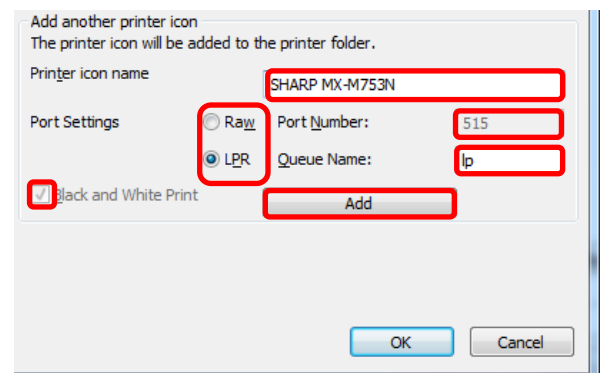 Add another printer icon
The printer icon will be added to the printer folder.
Printer icon name
SHARP MX-M753N
Port Settings
Raw
Port Number:
515
LPR
Queue Name:
lp
Black and White Print
Add
OK
Cancel